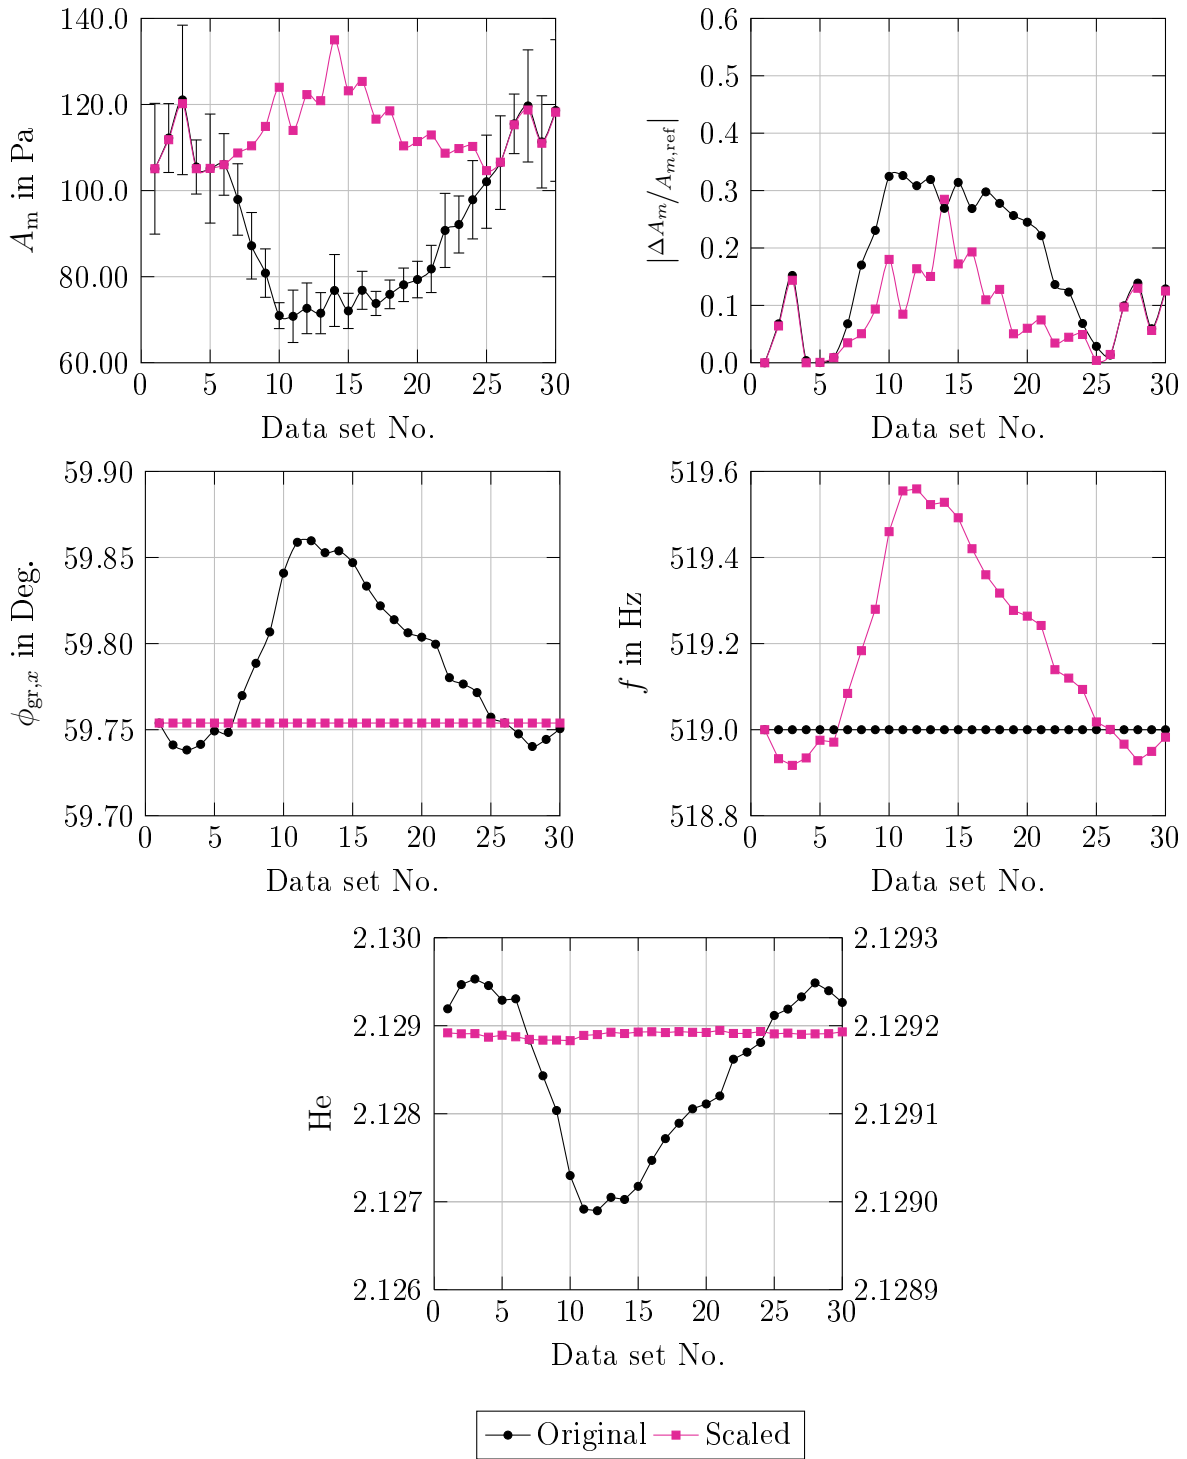 140.0
120.0
100.0
80.00
60.00
0 5 10 15 20 25 30
A_m in Pa
Data set No.
0.6
0.5
0.4
0.3
0.2
0.1
0.0
0 5 10 15 20 25 30
|ΔA_m/A_{m,ref}|
Data set No.
59.90
59.85
59.80
59.75
59.70
0 5 10 15 20 25 30
ϕ_{gr,x} in Deg.
Data set No.
519.6
519.4
519.2
519.0
518.8
0 5 10 15 20 25 30
f in Hz
Data set No.
2.130
2.129
2.128
2.127
2.126
2.1293
2.1292
2.1291
2.1290
2.1289
0 5 10 15 20 25 30
He
Data set No.
Original Scaled